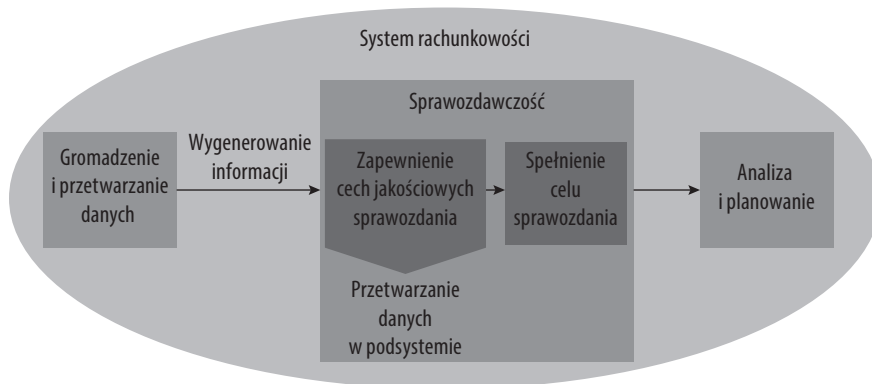 System rachunkowości
Sprawozdawczość
Gromadzenie
i przetwarzanie
danych
Wygenerowanie
informacji
Zapewnienie
cech jakościowych
sprawozdania
Spełnienie
celu
sprawozdania
Analiza
i planowanie
Przetwarzanie
danych
w podsystemie